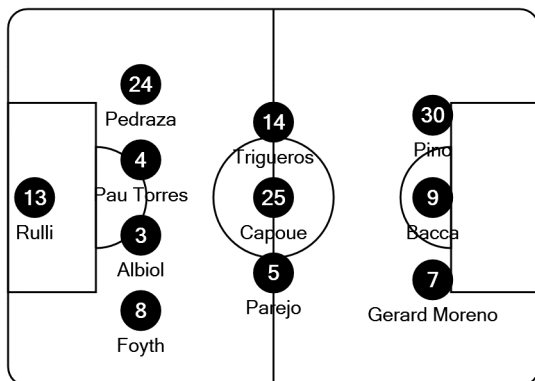 24
Pedraza
4
Pau Torres
13
Rulli
3
Albiol
8
Foyth
14
Trigueros
25
Capoue
5
Parejo
30
Pino
9
Bacca
7
Gerard Moreno